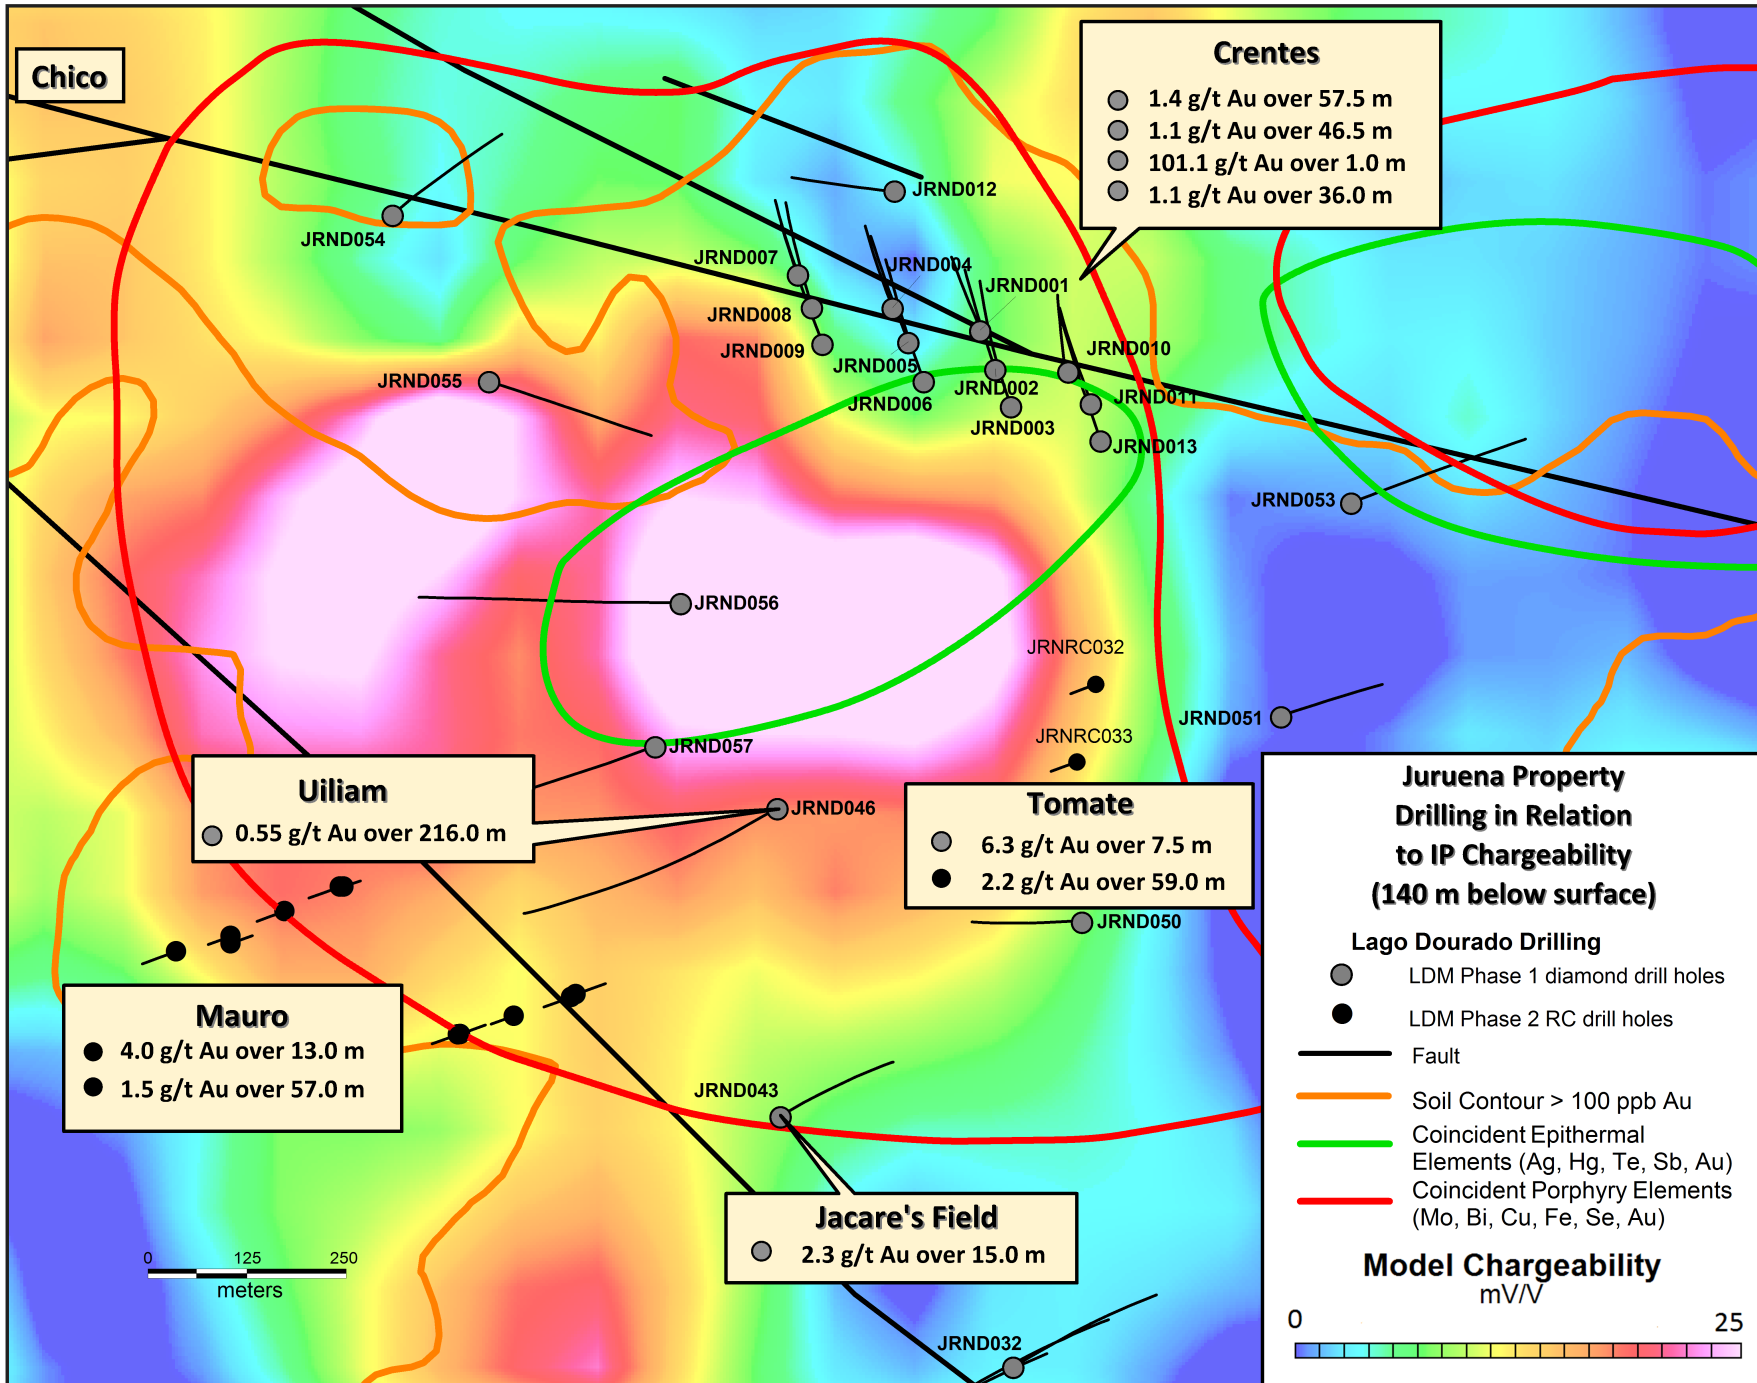 Chico
Crentes
1.4 g/t Au over 57.5 m
1.1 g/t Au over 46.5 m
101.1 g/t Au over 1.0 m
1.1 g/t Au over 36.0 m
JRND012
JRND054
JRND007
JRND004
JRND001
JRND008
JRND009
JRND005
JRND010
JRND055
JRND002
JRND006
JRND011
JRND003
JRND013
JRND053
JRND056
JRNRC032
JRND051
JRNRC033
JRND057
Uiliam
0.55 g/t Au over 216.0 m
JRND046
Tomate
6.3 g/t Au over 7.5 m
2.2 g/t Au over 59.0 m
JRND050
Mauro
4.0 g/t Au over 13.0 m
1.5 g/t Au over 57.0 m
JRND043
Jacare's Field
2.3 g/t Au over 15.0 m
JRND032
0 125 250
meters
Juruena Property
Drilling in Relation
to IP Chargeability
(140 m below surface)
Lago Dourado Drilling
LDM Phase 1 diamond drill holes
LDM Phase 2 RC drill holes
Fault
Soil Contour > 100 ppb Au
Coincident Epithermal
Elements (Ag, Hg, Te, Sb, Au)
Coincident Porphyry Elements
(Mo, Bi, Cu, Fe, Se, Au)
Model Chargeability
mV/V
0 25